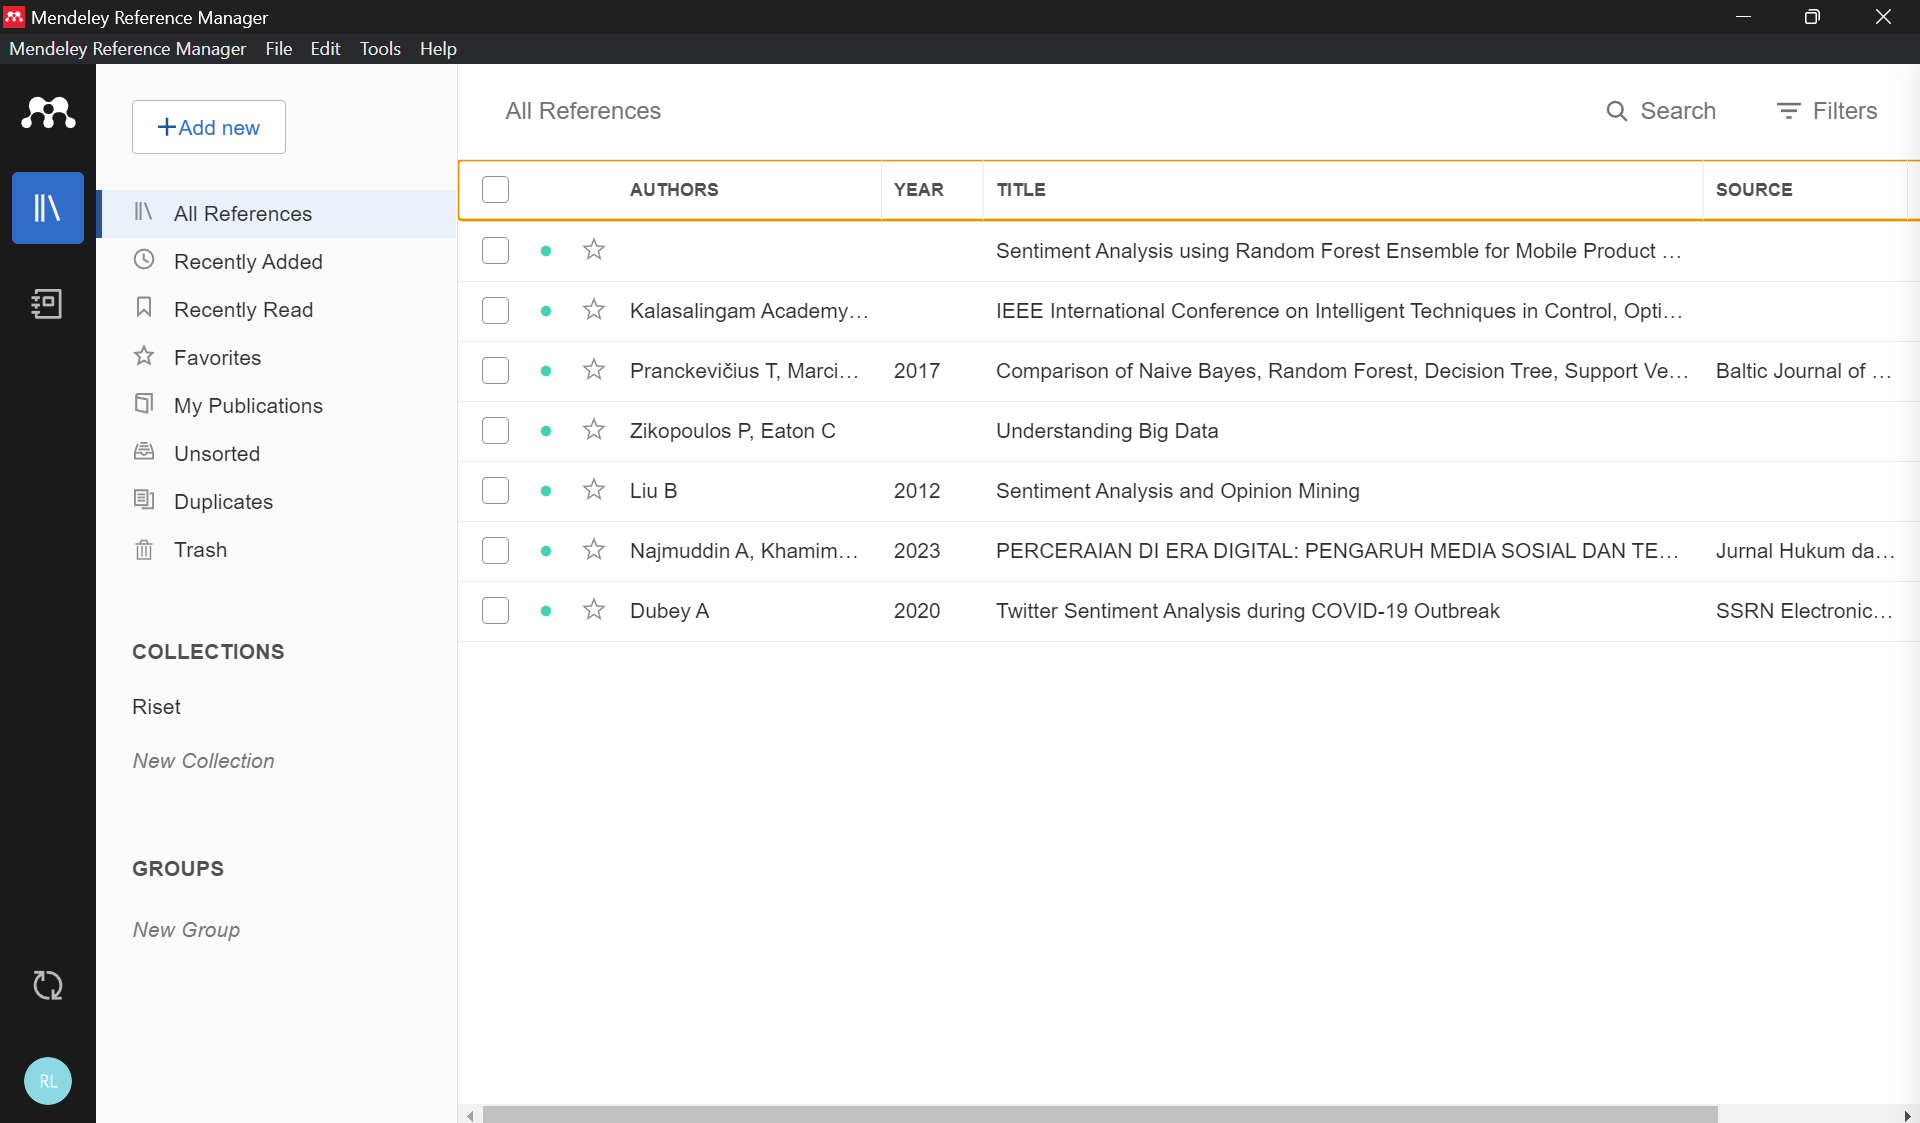 Mendeley Reference Manager
Mendeley Reference Manager File Edit Tools Help
+Add new
All References
Recently Added
Recently Read
Favorites
My Publications
Unsorted
Duplicates
Trash
COLLECTIONS
Riset
New Collection
GROUPS
New Group
RL
All References Search Filters
AUTHORS YEAR TITLE SOURCE
Sentiment Analysis using Random Forest Ensemble for Mobile Product ...
Kalasalingam Academy... IEEE International Conference on Intelligent Techniques in Control, Opti...
Pranckevičius T, Marci... 2017 Comparison of Naive Bayes, Random Forest, Decision Tree, Support Ve... Baltic Journal of ...
Zikopoulos P, Eaton C Understanding Big Data
Liu B 2012 Sentiment Analysis and Opinion Mining
Najmuddin A, Khamim... 2023 PERCERAIAN DI ERA DIGITAL: PENGARUH MEDIA SOSIAL DAN TE... Jurnal Hukum da...
Dubey A 2020 Twitter Sentiment Analysis during COVID-19 Outbreak SSRN Electronic...